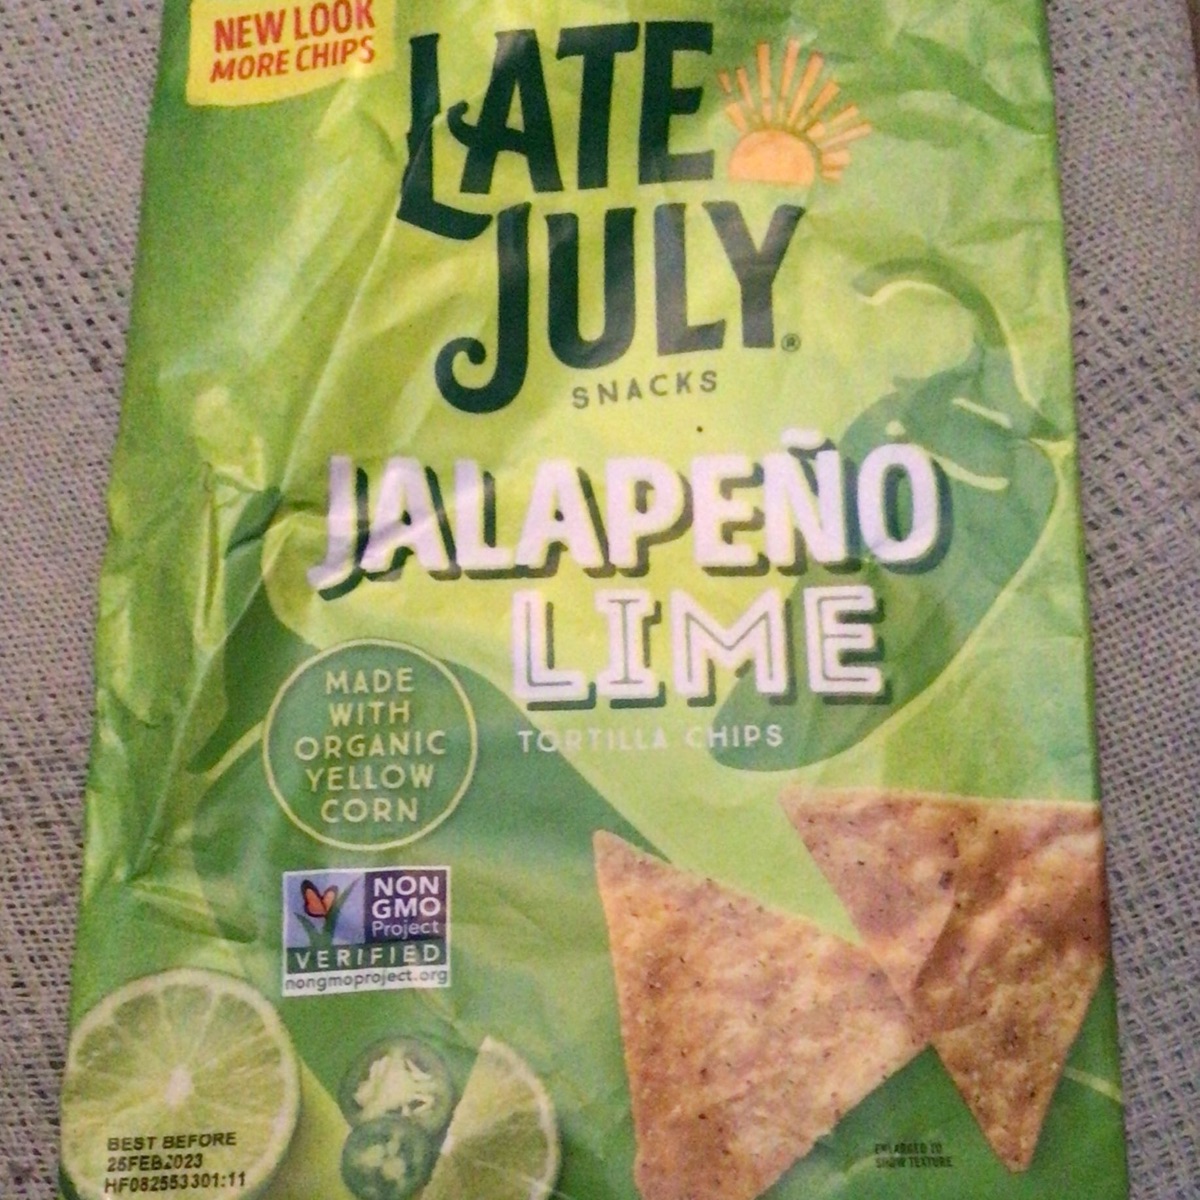 NEW LOOK
MORE CHIPS
LATE
JULY®
SNACKS
JALAPEÑO
LIME
TORTILLA CHIPS
MADE
WITH
ORGANIC
YELLOW
CORN
NON
GMO
Project
VERIFIED
nongmoproject.org
BEST BEFORE
25FEB2023
HF082553301:11
ENLARGED TO
SHOW TEXTURE